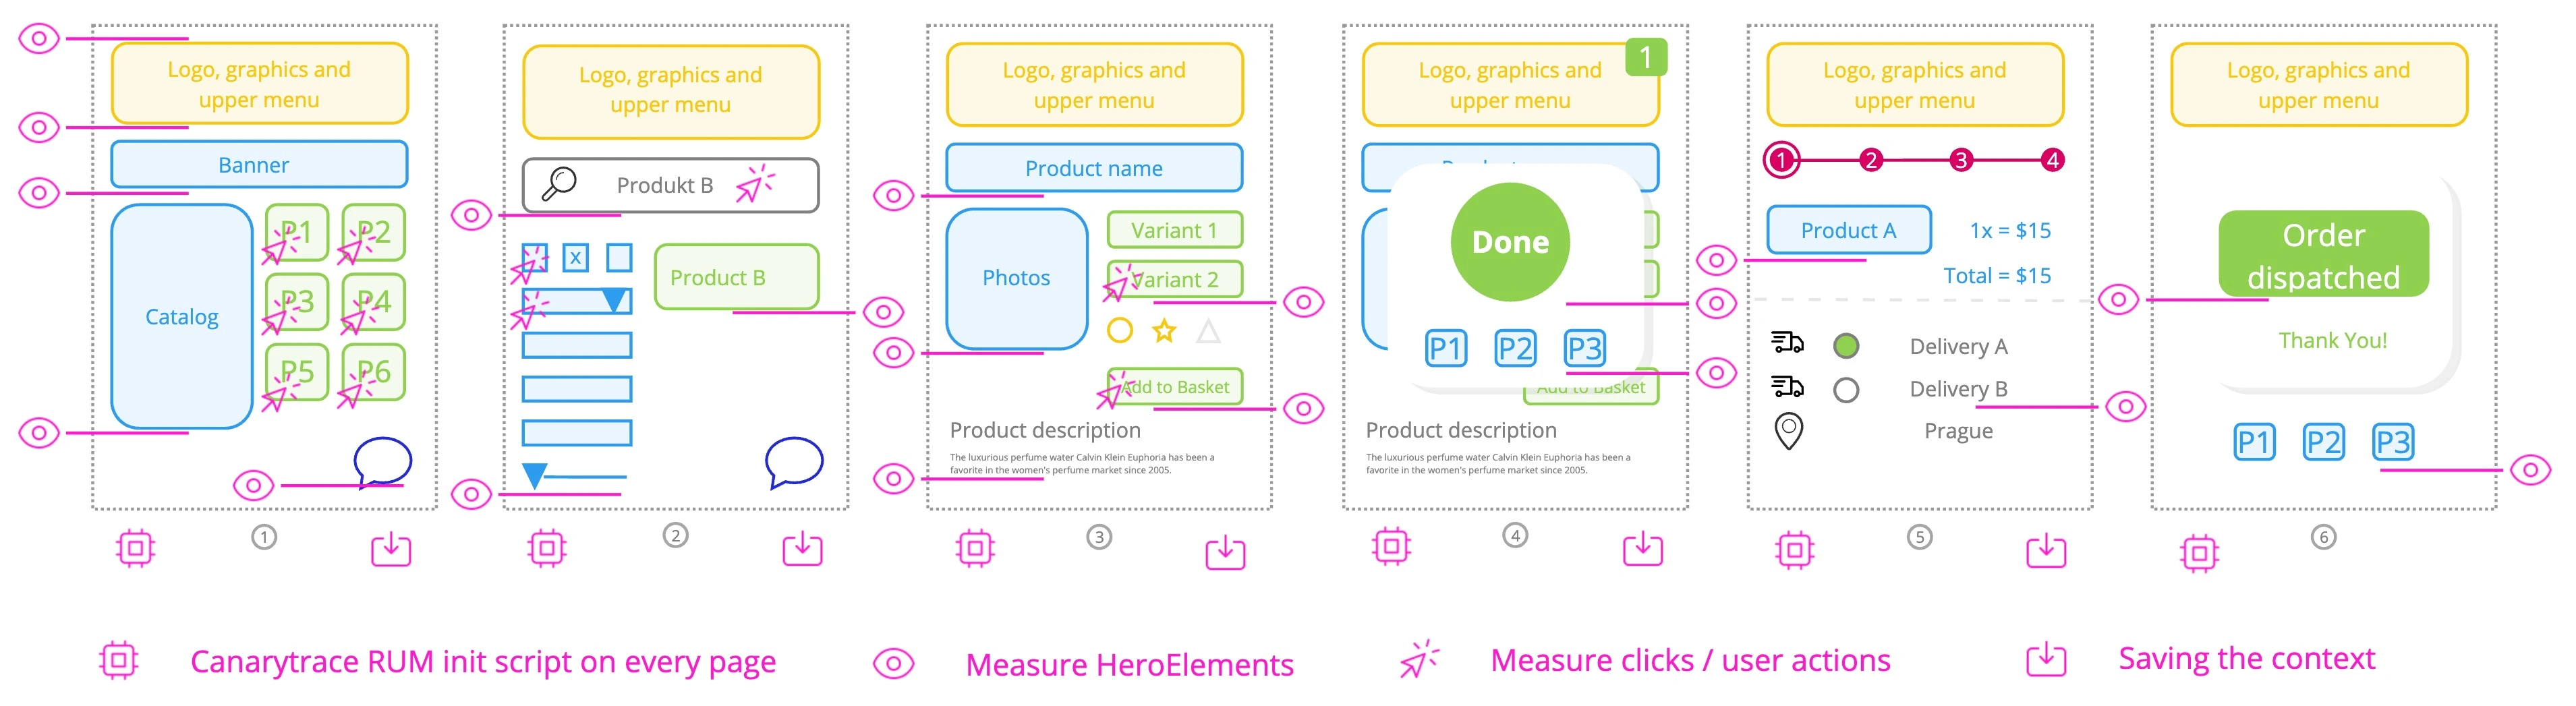 Logo, graphics and
upper menu
Banner
Catalog
P1
P2
P3
P4
P5
P6
1
Logo, graphics and
upper menu
Produkt B
x
Product B
2
Logo, graphics and
upper menu
Product name
Photos
Variant 1
Variant 2
Add to Basket
Product description
The luxurious perfume water Calvin Klein Euphoria has been a
favorite in the women's perfume market since 2005.
3
1
Logo, graphics and
upper menu
Done
P1 P2 P3
Add to Basket
Product description
The luxurious perfume water Calvin Klein Euphoria has been a
favorite in the women's perfume market since 2005.
4
Logo, graphics and
upper menu
1 2 3 4
Product A
1x = $15
Total = $15
Delivery A
Delivery B
Prague
5
Logo, graphics and
upper menu
Order
dispatched
Thank You!
P1 P2 P3
6
Canarytrace RUM init script on every page
Measure HeroElements
Measure clicks / user actions
Saving the context